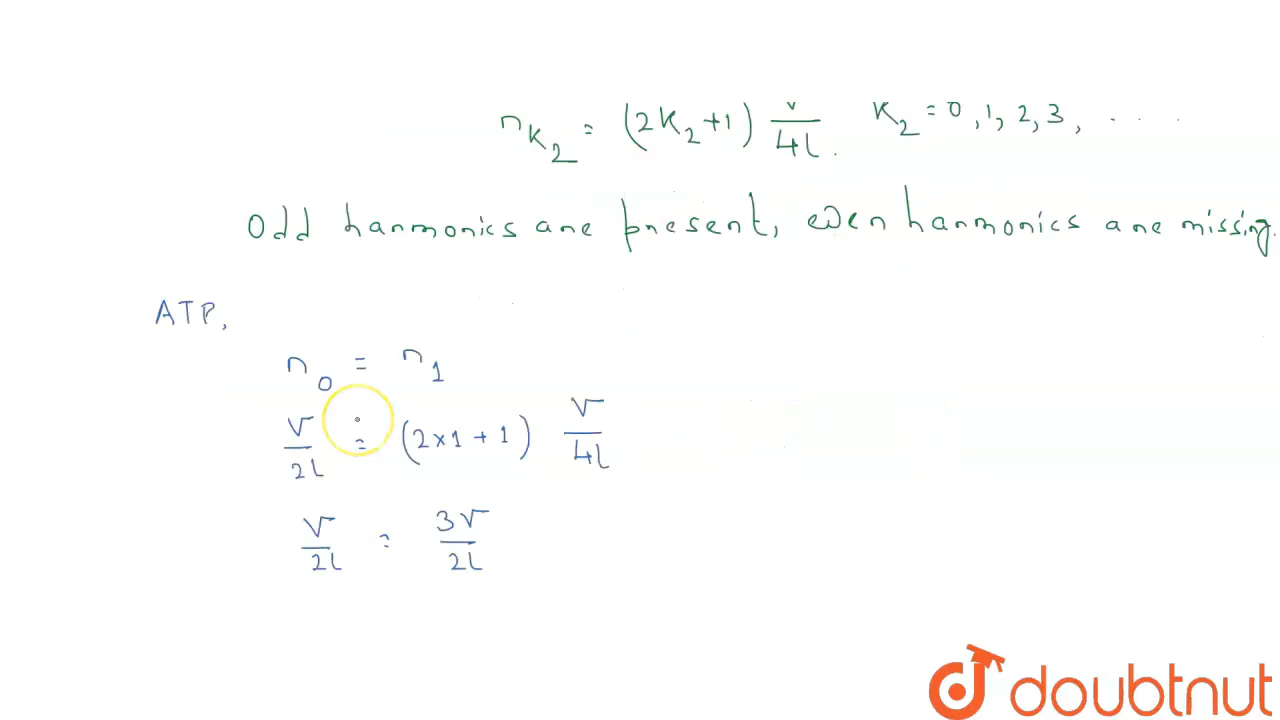 n_{K_2} = (2K_2+1) v/4l. K_2 = 0, 1, 2, 3, ....
Odd harmonics are present, even harmonics are missing.
ATP,
n_0 = n_1
v/2l = (2×1+1) v/4l
v/2l = 3v/2l
doubtnut